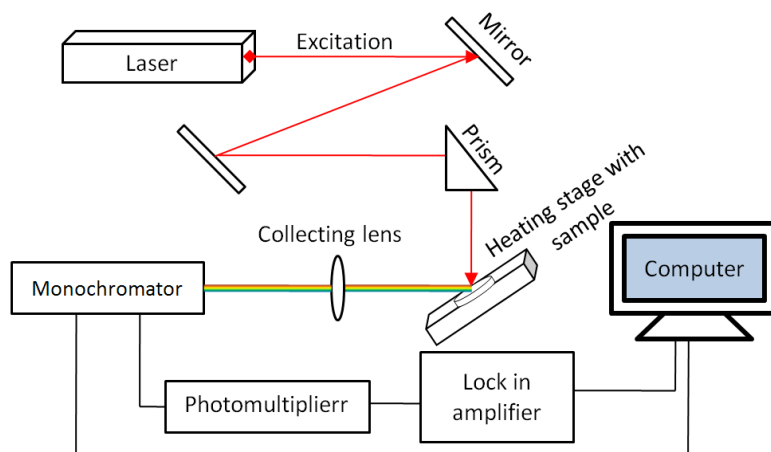 Laser
Excitation
Mirror
Prism
Heating stage with
sample
Collecting lens
Monochromator
Computer
Photomultiplierr
Lock in
amplifier